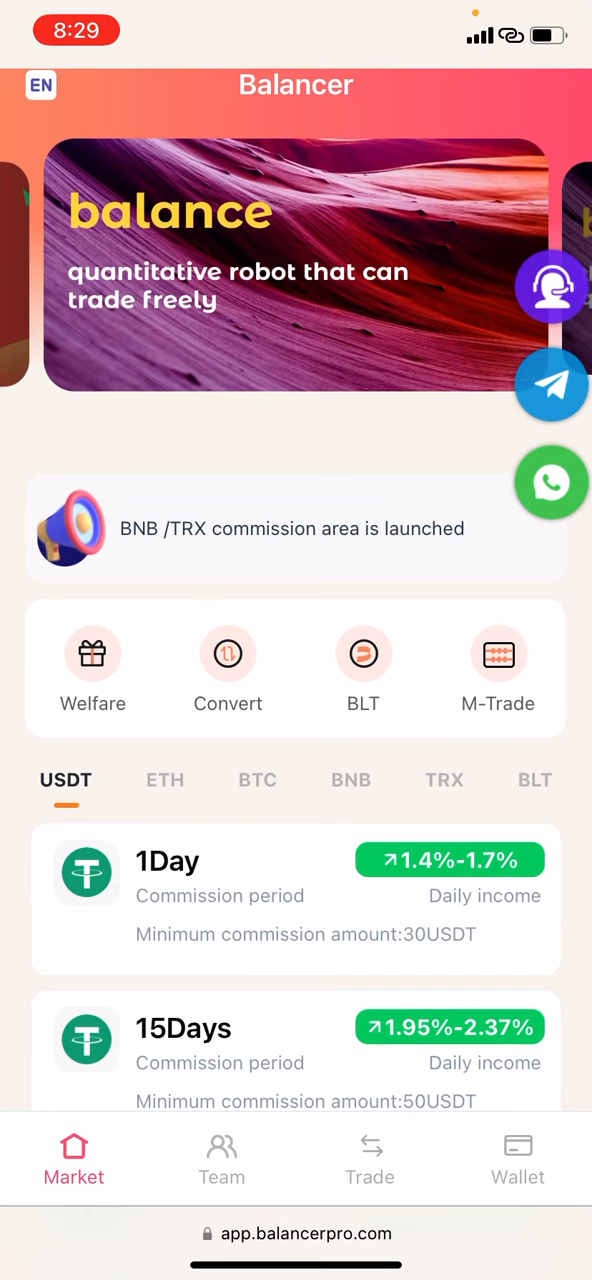 8:29
EN
Balancer
balance
quantitative robot that can
trade freely
BNB /TRX commission area is launched
Welfare
Convert
BLT
M-Trade
USDT
ETH
BTC
BNB
TRX
BLT
1Day
1.4%-1.7%
Commission period
Daily income
Minimum commission amount:30USDT
15Days
1.95%-2.37%
Commission period
Daily income
Minimum commission amount:50USDT
Market
Team
Trade
Wallet
app.balancerpro.com